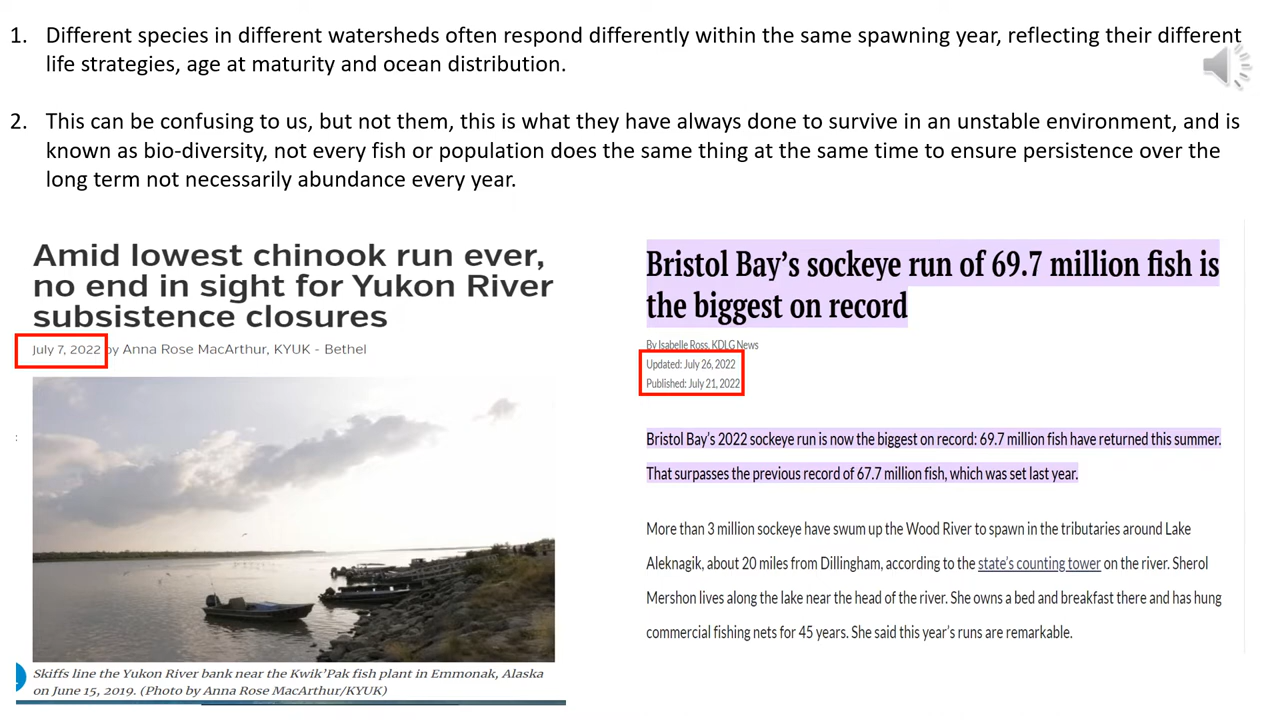 1. Different species in different watersheds often respond differently within the same spawning year, reflecting their different
life strategies, age at maturity and ocean distribution.
2. This can be confusing to us, but not them, this is what they have always done to survive in an unstable environment, and is
known as bio-diversity, not every fish or population does the same thing at the same time to ensure persistence over the
long term not necessarily abundance every year.
Amid lowest chinook run ever,
no end in sight for Yukon River
subsistence closures
July 7, 2022 by Anna Rose MacArthur, KYUK - Bethel
Skiffs line the Yukon River bank near the Kwik'Pak fish plant in Emmonak, Alaska
on June 15, 2019. (Photo by Anna Rose MacArthur/KYUK)
Bristol Bay's sockeye run of 69.7 million fish is
the biggest on record
By Isabelle Ross, KDLG News
Updated: July 26, 2022
Published: July 21, 2022
Bristol Bay's 2022 sockeye run is now the biggest on record: 69.7 million fish have returned this summer.
That surpasses the previous record of 67.7 million fish, which was set last year.
More than 3 million sockeye have swum up the Wood River to spawn in the tributaries around Lake
Aleknagik, about 20 miles from Dillingham, according to the state's counting tower on the river. Sherol
Mershon lives along the lake near the head of the river. She owns a bed and breakfast there and has hung
commercial fishing nets for 45 years. She said this year's runs are remarkable.